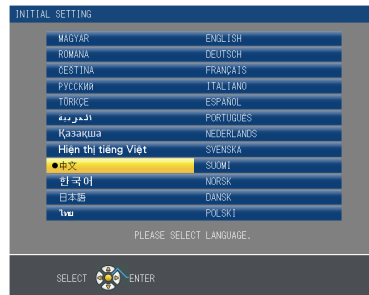 INITIAL SETTING
MAGYAR ENGLISH
ROMÂNA DEUTSCH
ČEŠTINA FRANÇAIS
РУССКИЙ ITALIANO
TÜRKÇE ESPAÑOL
العربية PORTUGUÊS
Қазақша NEDERLANDS
Hiện thị tiếng Việt SVENSKA
●中文 SUOMI
한국어 NORSK
日本語 DANSK
ไทย POLSKI
PLEASE SELECT LANGUAGE.
SELECT ENTER